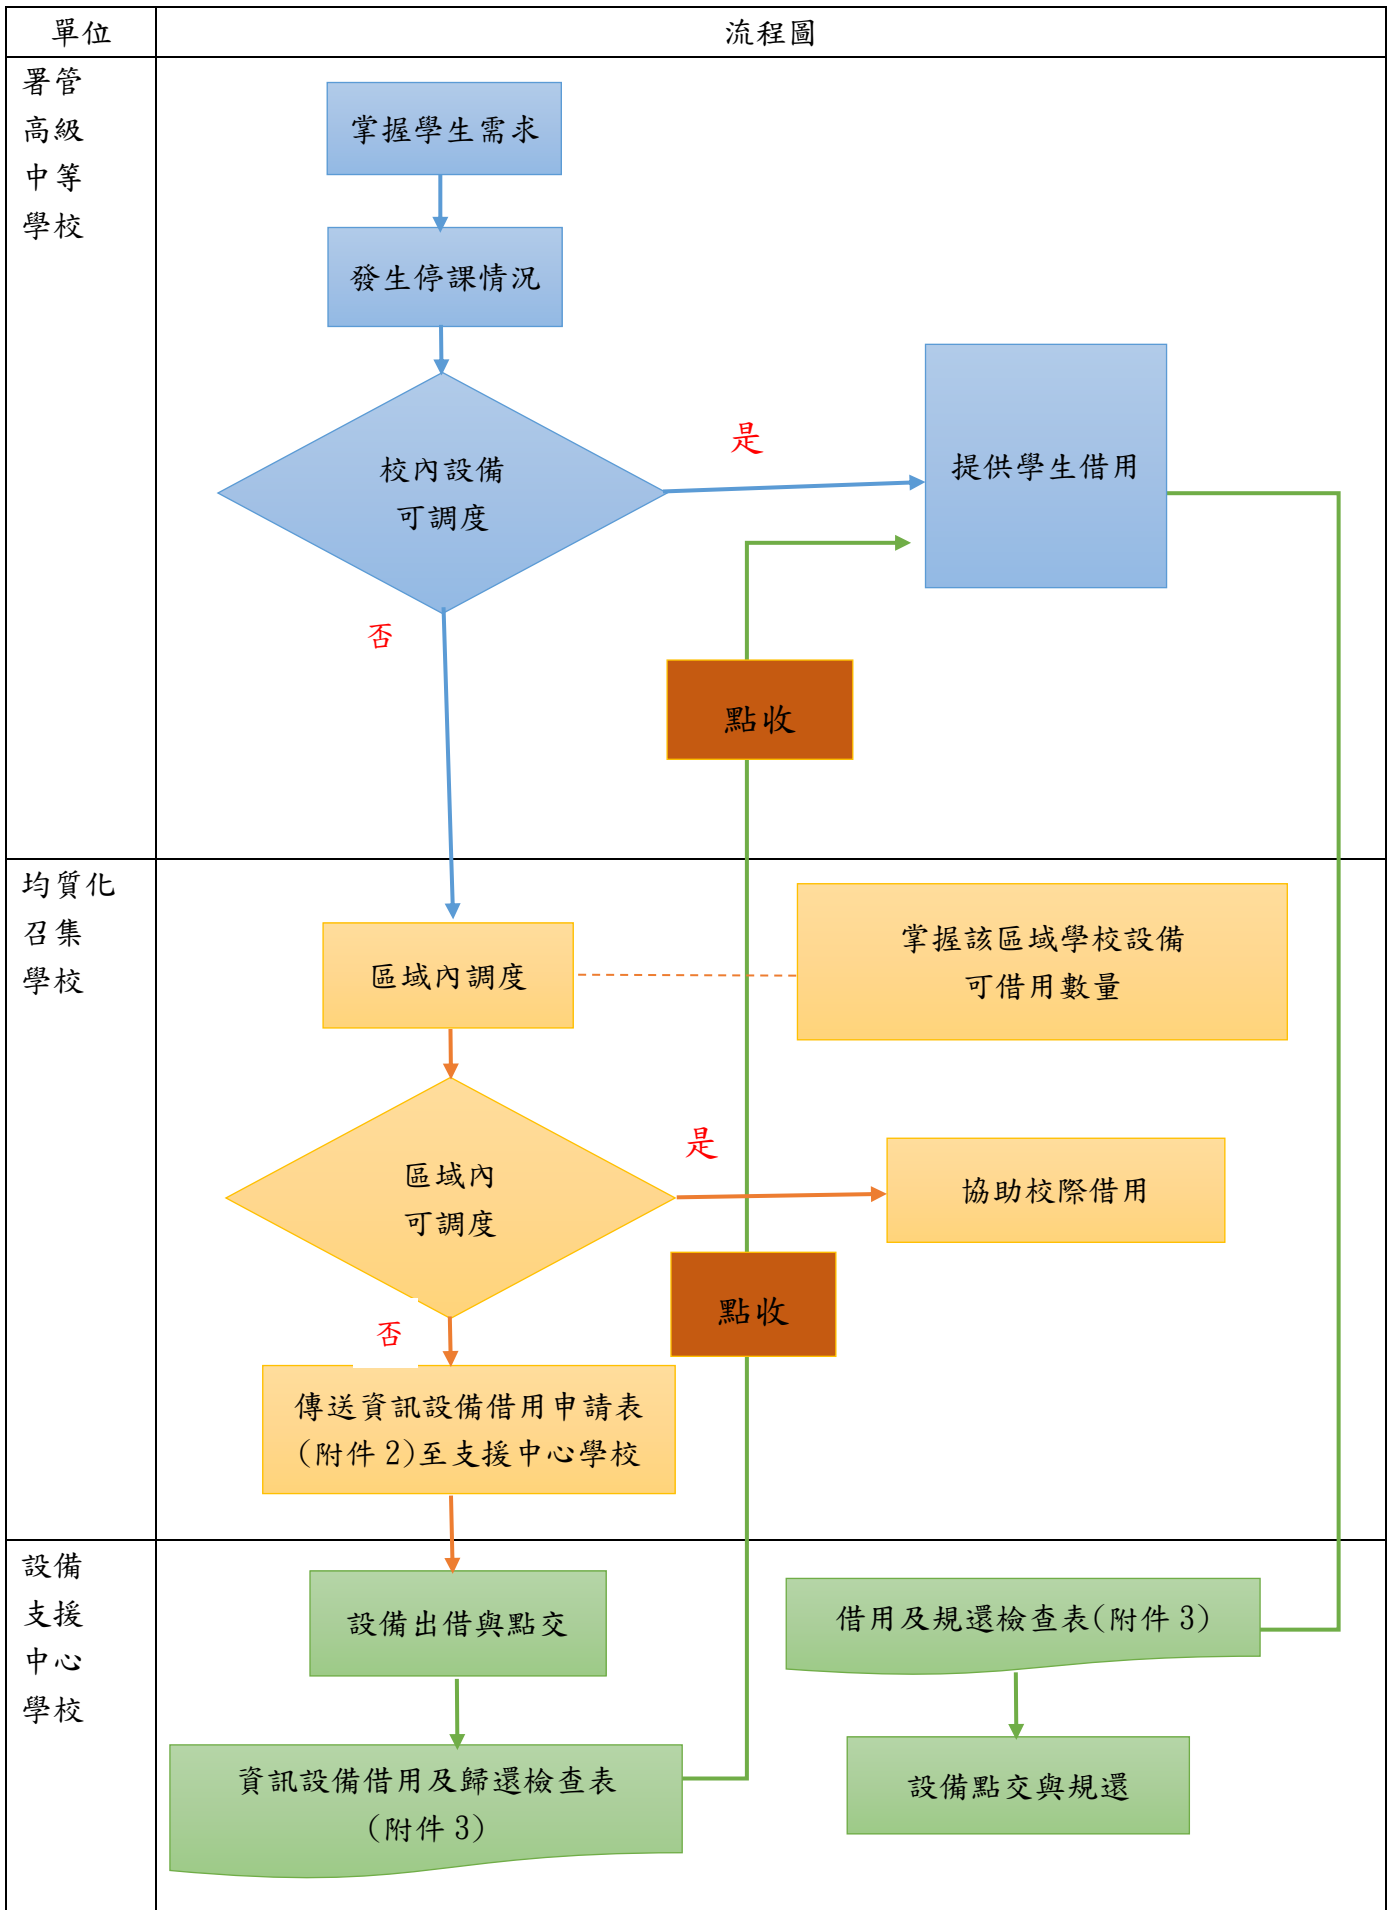 單位
流程圖
署管
高級
中等
學校
掌握學生需求
發生停課情況
校內設備
可調度
是
提供學生借用
否
點收
均質化
召集
學校
區域內調度
掌握該區域學校設備
可借用數量
區域內
可調度
是
協助校際借用
點收
否
傳送資訊設備借用申請表
(附件 2)至支援中心學校
設備
支援
中心
學校
設備出借與點交
借用及規還檢查表(附件 3)
資訊設備借用及歸還檢查表
(附件 3)
設備點交與規還